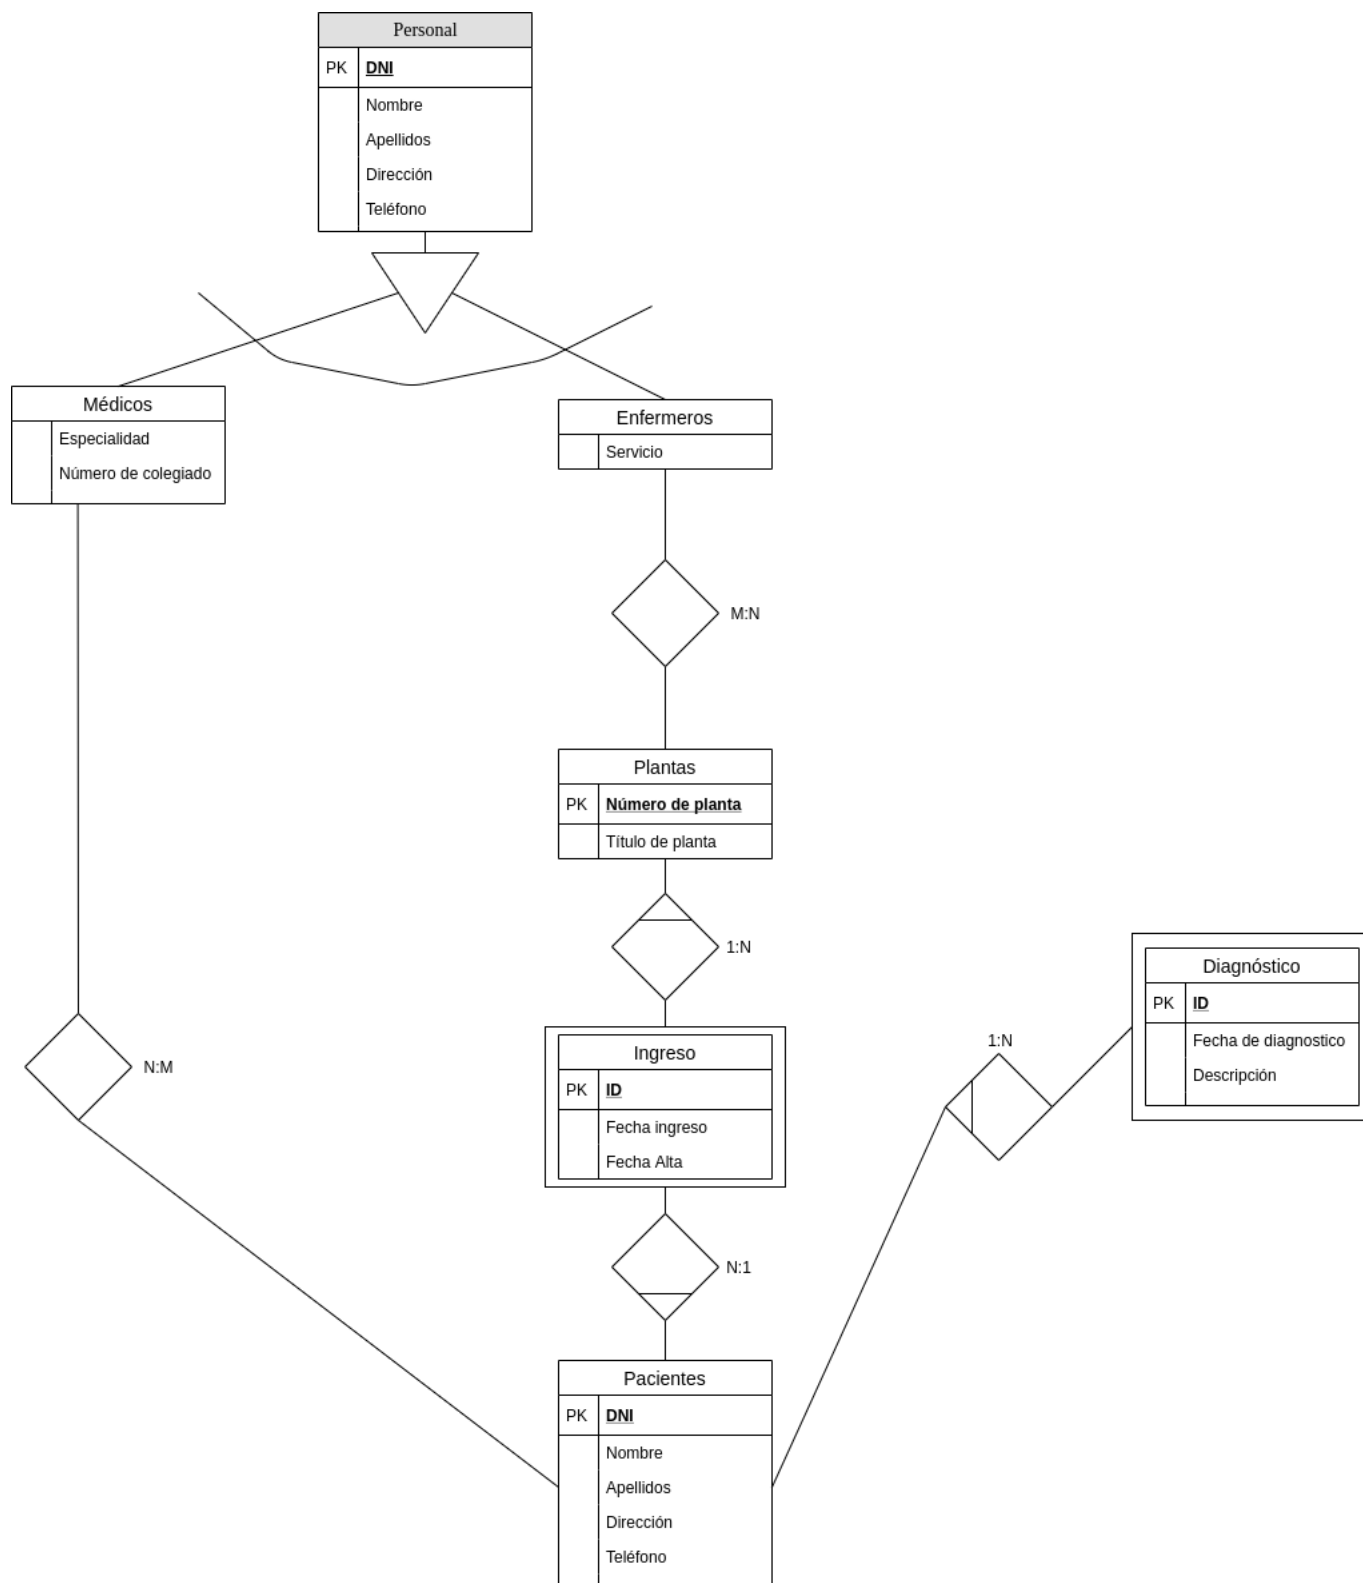 Personal
PK DNI
Nombre
Apellidos
Dirección
Teléfono
Médicos
Especialidad
Número de colegiado
Enfermeros
Servicio
M:N
Plantas
PK Número de planta
Título de planta
1:N
Diagnóstico
PK ID
Fecha de diagnostico
Descripción
1:N
Ingreso
PK ID
Fecha ingreso
Fecha Alta
N:M
N:1
Pacientes
PK DNI
Nombre
Apellidos
Dirección
Teléfono